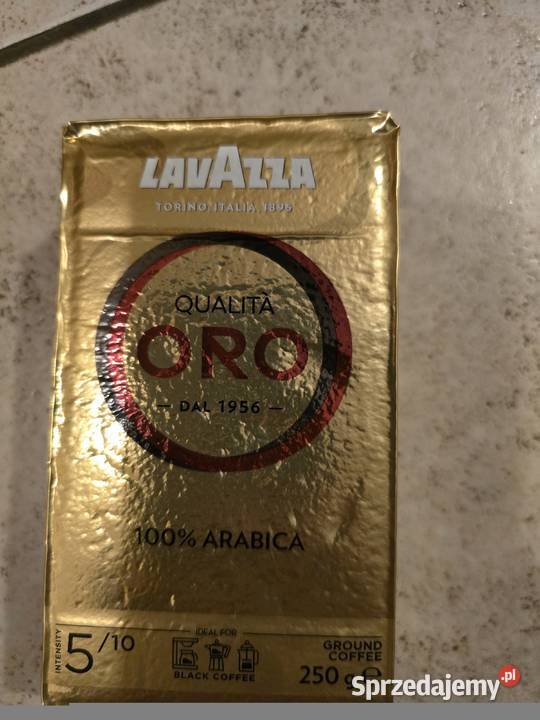 LAVAZZA
TORINO, ITALIA, 1895
QUALITÀ
ORO
— DAL 1956 —
100% ARABICA
INTENSITY
5/10
IDEAL FOR
BLACK COFFEE
GROUND
COFFEE
250 g e
Sprzedajemy.pl